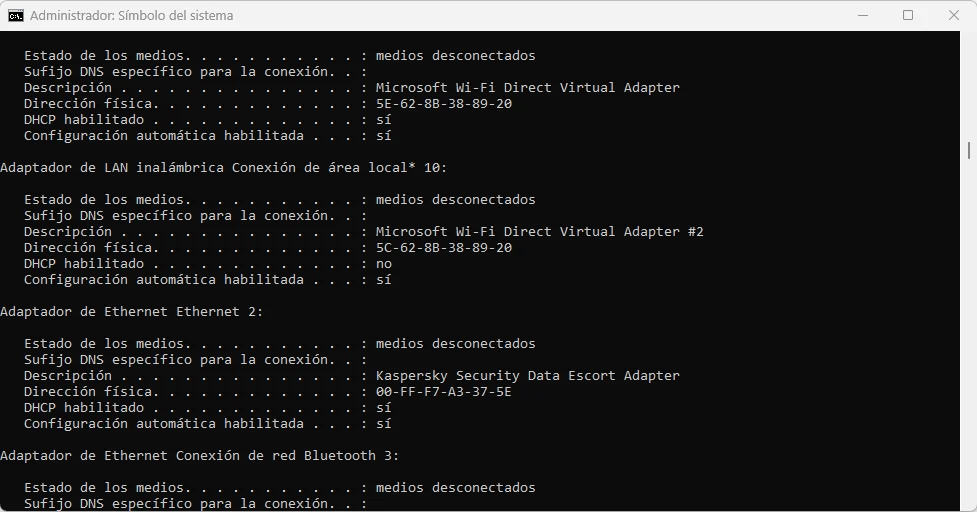 Administrador: Símbolo del sistema
Estado de los medios. . . . . . . . . . . : medios desconectados
Sufijo DNS específico para la conexión. . :
Descripción . . . . . . . . . . . . . . . : Microsoft Wi-Fi Direct Virtual Adapter
Dirección física. . . . . . . . . . . . . : 5E-62-8B-38-89-20
DHCP habilitado . . . . . . . . . . . . . : sí
Configuración automática habilitada . . . : sí
Adaptador de LAN inalámbrica Conexión de área local* 10:
Estado de los medios. . . . . . . . . . . : medios desconectados
Sufijo DNS específico para la conexión. . :
Descripción . . . . . . . . . . . . . . . : Microsoft Wi-Fi Direct Virtual Adapter #2
Dirección física. . . . . . . . . . . . . : 5C-62-8B-38-89-20
DHCP habilitado . . . . . . . . . . . . . : no
Configuración automática habilitada . . . : sí
Adaptador de Ethernet Ethernet 2:
Estado de los medios. . . . . . . . . . . : medios desconectados
Sufijo DNS específico para la conexión. . :
Descripción . . . . . . . . . . . . . . . : Kaspersky Security Data Escort Adapter
Dirección física. . . . . . . . . . . . . : 00-FF-F7-A3-37-5E
DHCP habilitado . . . . . . . . . . . . . : sí
Configuración automática habilitada . . . : sí
Adaptador de Ethernet Conexión de red Bluetooth 3:
Estado de los medios. . . . . . . . . . . : medios desconectados
Sufijo DNS específico para la conexión. . :